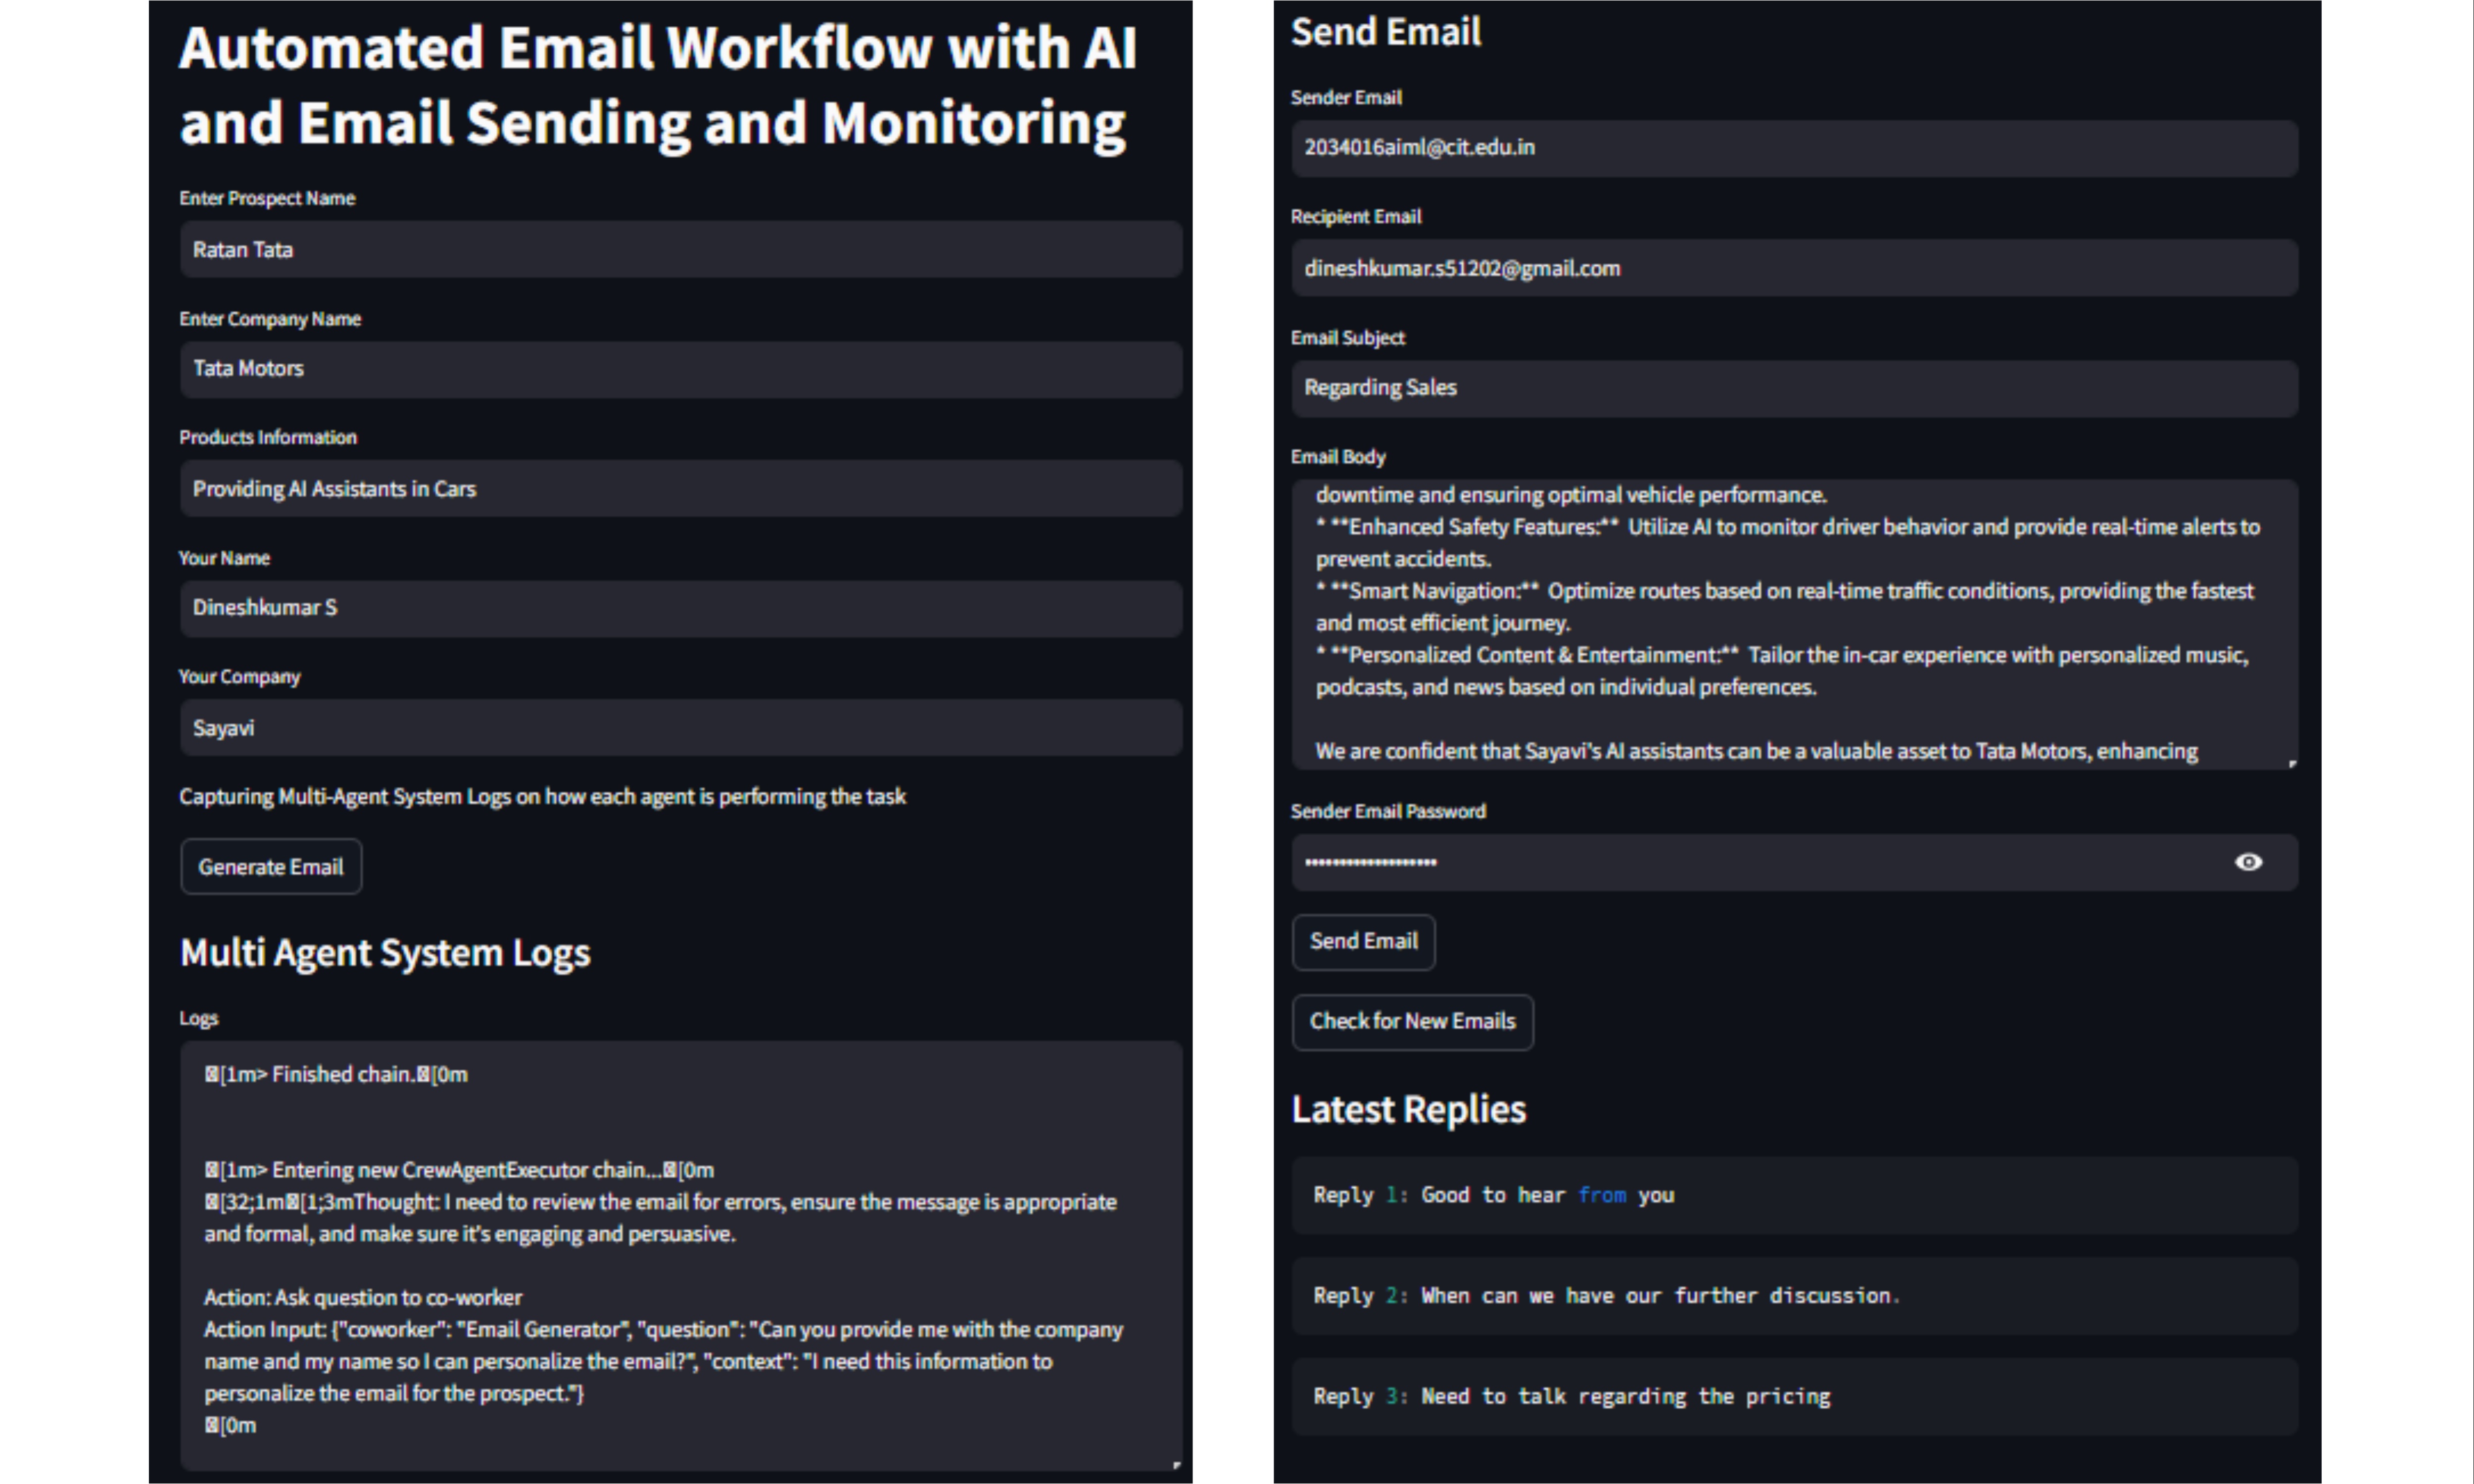 Automated Email Workflow with AI
and Email Sending and Monitoring
Enter Prospect Name
Ratan Tata
Enter Company Name
Tata Motors
Products Information
Providing AI Assistants in Cars
Your Name
Dineshkumar S
Your Company
Sayavi
Capturing Multi-Agent System Logs on how each agent is performing the task
Generate Email
Multi Agent System Logs
Logs
[1m> Finished chain.[0m
[1m> Entering new CrewAgentExecutor chain...[0m
[32;1m[1;3mThought: I need to review the email for errors, ensure the message is appropriate
and formal, and make sure it's engaging and persuasive.
Action: Ask question to co-worker
Action Input: {"coworker": "Email Generator", "question": "Can you provide me with the company
name and my name so I can personalize the email?", "context": "I need this information to
personalize the email for the prospect."}
[0m
Send Email
Sender Email
2034016aiml@cit.edu.in
Recipient Email
dineshkumar.s51202@gmail.com
Email Subject
Regarding Sales
Email Body
downtime and ensuring optimal vehicle performance.
* **Enhanced Safety Features:** Utilize AI to monitor driver behavior and provide real-time alerts to
prevent accidents.
* **Smart Navigation:** Optimize routes based on real-time traffic conditions, providing the fastest
and most efficient journey.
* **Personalized Content & Entertainment:** Tailor the in-car experience with personalized music,
podcasts, and news based on individual preferences.
We are confident that Sayavi's AI assistants can be a valuable asset to Tata Motors, enhancing
Sender Email Password
Send Email
Check for New Emails
Latest Replies
Reply 1: Good to hear from you
Reply 2: When can we have our further discussion.
Reply 3: Need to talk regarding the pricing